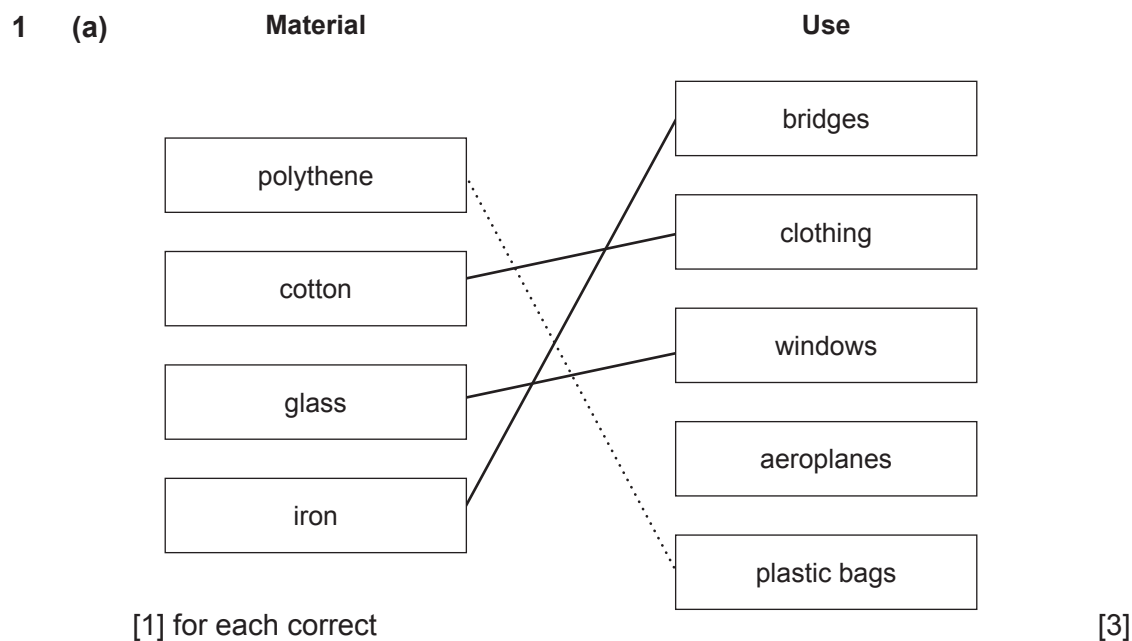 1 (a) Material Use
bridges
polythene
clothing
cotton
windows
glass
aeroplanes
iron
plastic bags
[1] for each correct [3]